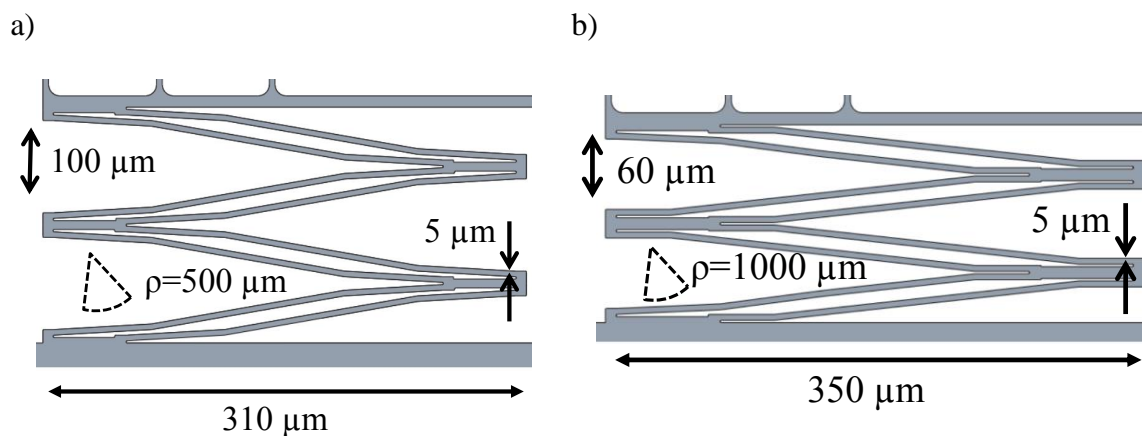 a)
100 µm
5 µm
ρ=500 µm
310 µm
b)
60 µm
5 µm
ρ=1000 µm
350 µm